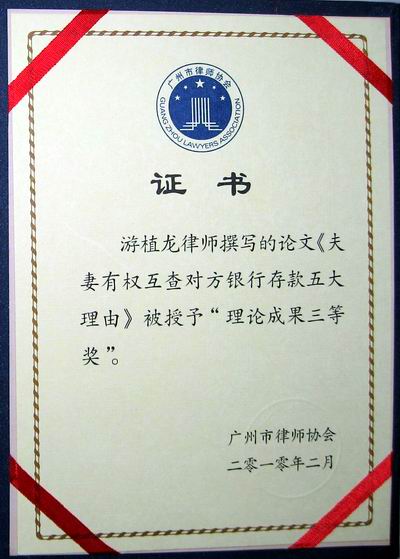 广州市律师协会
GUANG ZHOU LAWYERS ASSOCIATION
证书
游植龙律师撰写的论文《夫
妻有权互查对方银行存款五大
理由》被授予“理论成果三等
奖”。
广州市律师协会
二零一零年二月